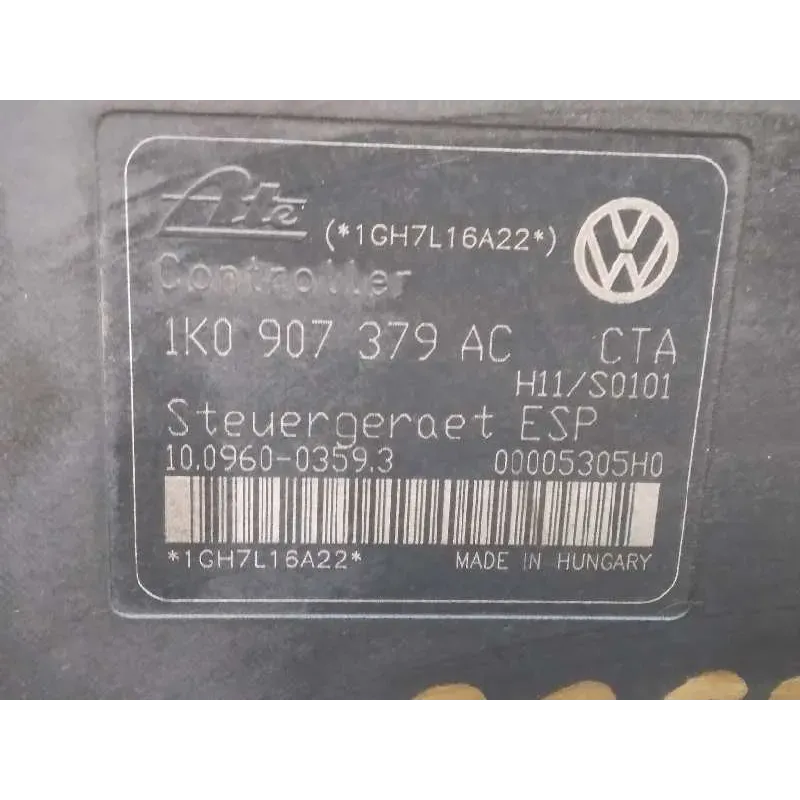 Ate
(*1GH7L16A22*)
Controller
1K0 907 379 AC CTA
H11/S0101
Steuergeraet ESP
10.0960-0359.3 00005305H0
*1GH7L16A22* MADE IN HUNGARY